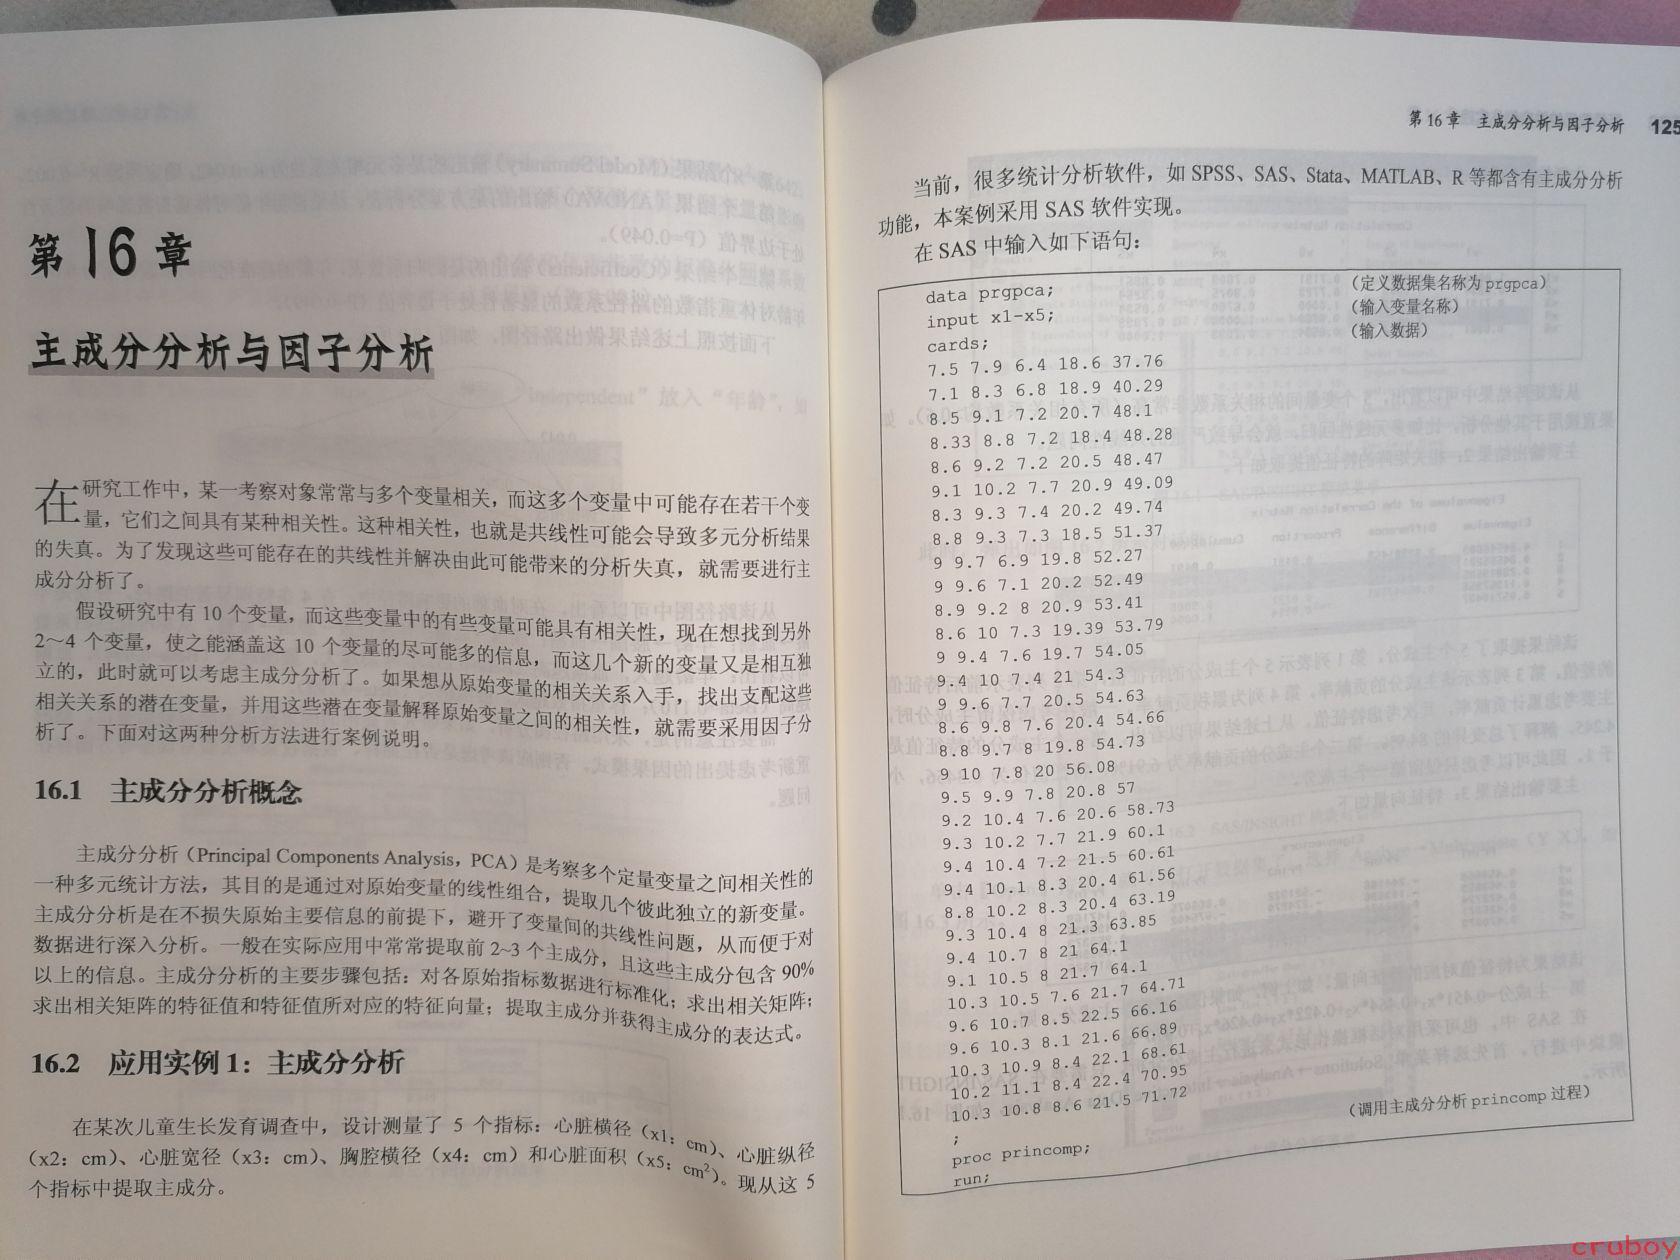 第16章
主成分分析与因子分析
在研究工作中，某一考察对象常常与多个变量相关，而这多个变量中可能存在若干个变
量，它们之间具有某种相关性。这种相关性，也就是共线性可能会导致多元分析结果
的失真。为了发现这些可能存在的共线性并解决由此可能带来的分析失真，就需要进行主
成分分析了。
假设研究中有 10 个变量，而这些变量中的有些变量可能具有相关性，现在想找到另外
2～4 个变量，使之能涵盖这 10 个变量的尽可能多的信息，而这几个新的变量又是相互独
立的，此时就可以考虑主成分分析了。如果想从原始变量的相关关系入手，找出支配这些
相关关系的潜在变量，并用这些潜在变量解释原始变量之间的相关性，就需要采用因子分
析了。下面对这两种分析方法进行案例说明。
16.1 主成分分析概念
主成分分析（Principal Components Analysis，PCA）是考察多个定量变量之间相关性的
一种多元统计方法，其目的是通过对原始变量的线性组合，提取几个彼此独立的新变量。
主成分分析是在不损失原始主要信息的前提下，避开了变量间的共线性问题，从而便于对
数据进行深入分析。一般在实际应用中常常提取前 2~3 个主成分，且这些主成分包含 90%
以上的信息。主成分分析的主要步骤包括：对各原始指标数据进行标准化；求出相关矩阵；
求出相关矩阵的特征值和特征值所对应的特征向量；提取主成分并获得主成分的表达式。
16.2 应用实例 1：主成分分析
在某次儿童生长发育调查中，设计测量了 5 个指标：心脏横径（x1：cm）、心脏纵径
（x2：cm）、心脏宽径（x3：cm）、胸腔横径（x4：cm）和心脏面积（x5：cm²）。现从这 5
个指标中提取主成分。
第 16 章 主成分分析与因子分析 125
当前，很多统计分析软件，如 SPSS、SAS、Stata、MATLAB、R 等都含有主成分分析
功能，本案例采用 SAS 软件实现。
在 SAS 中输入如下语句：
data prgpca; （定义数据集名称为 prgpca）
input x1-x5; （输入变量名称）
cards; （输入数据）
7.5 7.9 6.4 18.6 37.76
7.1 8.3 6.8 18.9 40.29
8.5 9.1 7.2 20.7 48.1
8.33 8.8 7.2 18.4 48.28
8.6 9.2 7.2 20.5 48.47
9.1 10.2 7.7 20.9 49.09
8.3 9.3 7.4 20.2 49.74
8.8 9.3 7.3 18.5 51.37
9 9.7 6.9 19.8 52.27
9 9.6 7.1 20.2 52.49
8.9 9.2 8 20.9 53.41
8.6 10 7.3 19.39 53.79
9 9.4 7.6 19.7 54.05
9.4 10 7.4 21 54.3
9 9.6 7.7 20.5 54.63
8.6 9.8 7.6 20.4 54.66
8.8 9.7 8 19.8 54.73
9 10 7.8 20 56.08
9.5 9.9 7.8 20.8 57
9.2 10.4 7.6 20.6 58.73
9.3 10.2 7.7 21.9 60.1
9.4 10.4 7.2 21.5 60.61
9.4 10.1 8.3 20.4 61.56
8.8 10.2 8.3 20.4 63.19
9.3 10.4 8 21.3 63.85
9.4 10.7 8 21 64.1
9.1 10.5 8 21.7 64.1
10.3 10.5 7.6 21.7 64.71
9.6 10.7 8.5 22.5 66.16
9.6 10.3 8.1 21.6 66.89
10.3 10.9 8.4 22.1 68.61
10.2 11.1 8.4 22.4 70.95
10.3 10.8 8.6 21.5 71.72
;
proc princomp; （调用主成分分析 princomp 过程）
run;
cruboy